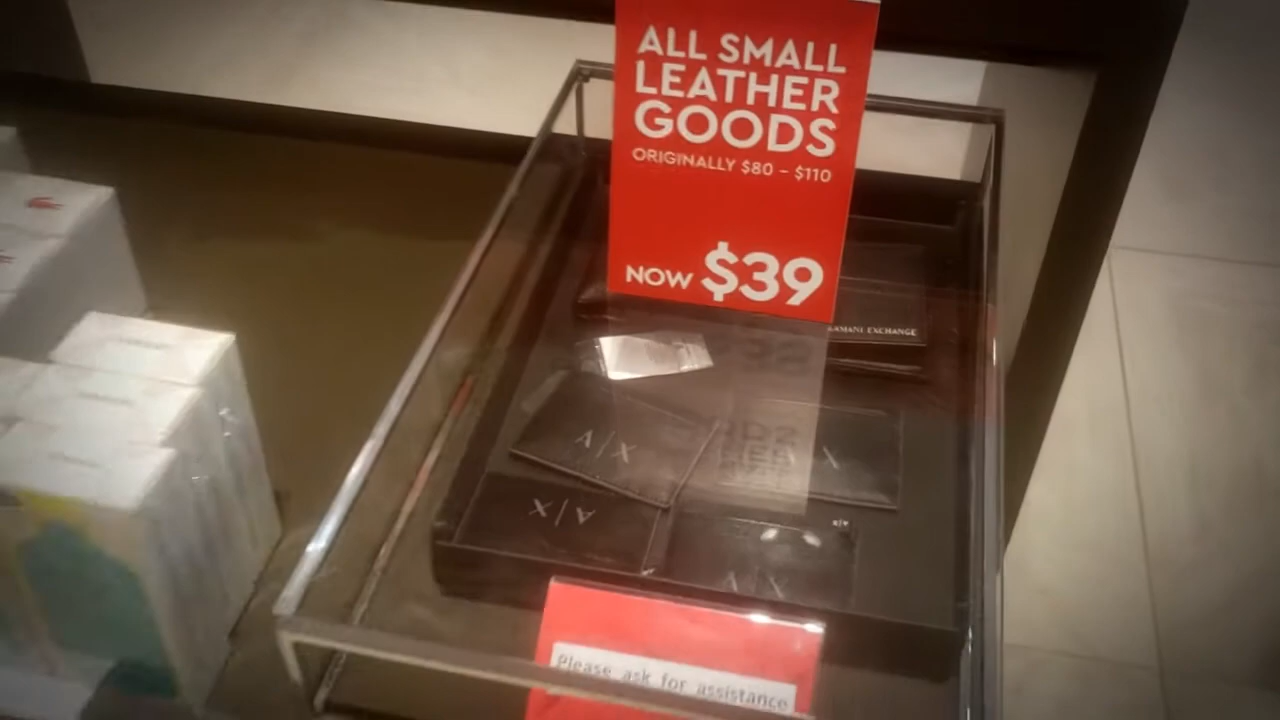 ALL SMALL
LEATHER
GOODS
ORIGINALLY $80 – $110
NOW $39
ARMANI EXCHANGE
A|X
X
A|X
A|X
Please ask for assistance